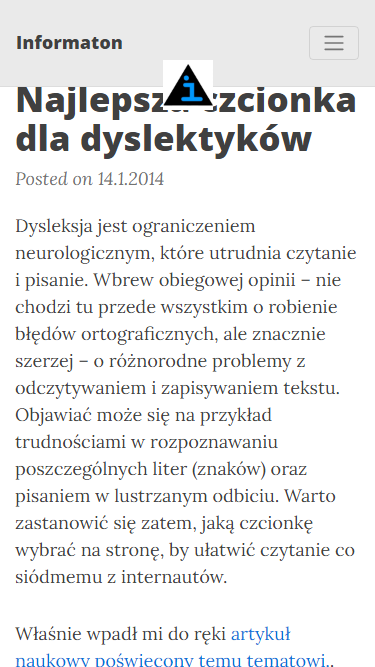 Informaton
i
Najlepsza czcionka
dla dyslektyków
Posted on 14.1.2014
Dysleksja jest ograniczeniem
neurologicznym, które utrudnia czytanie
i pisanie. Wbrew obiegowej opinii – nie
chodzi tu przede wszystkim o robienie
błędów ortograficznych, ale znacznie
szerzej – o różnorodne problemy z
odczytywaniem i zapisywaniem tekstu.
Objawiać może się na przykład
trudnościami w rozpoznawaniu
poszczególnych liter (znaków) oraz
pisaniem w lustrzanym odbiciu. Warto
zastanowić się zatem, jaką czcionkę
wybrać na stronę, by ułatwić czytanie co
siódmemu z internautów.
Właśnie wpadł mi do ręki artykuł
naukowy poświęcony temu tematowi..